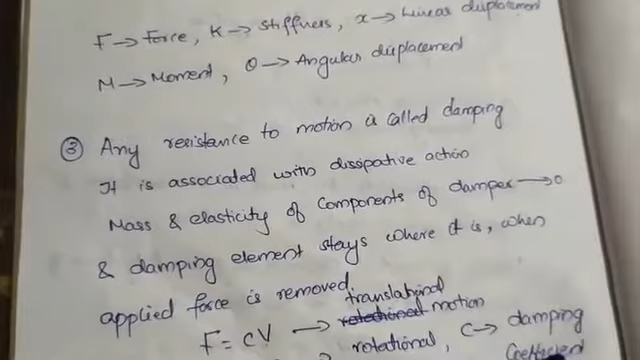 F → Force, K → stiffness, x → Linear displacement
M → Moment, θ → Angular displacement
③ Any resistance to motion is called damping
It is associated with dissipative action
Mass & elasticity of components of damper → 0
& damping element stays where it is, when
applied force is removed
translational
F = CV → rotational motion
rotational, C → damping
coefficient